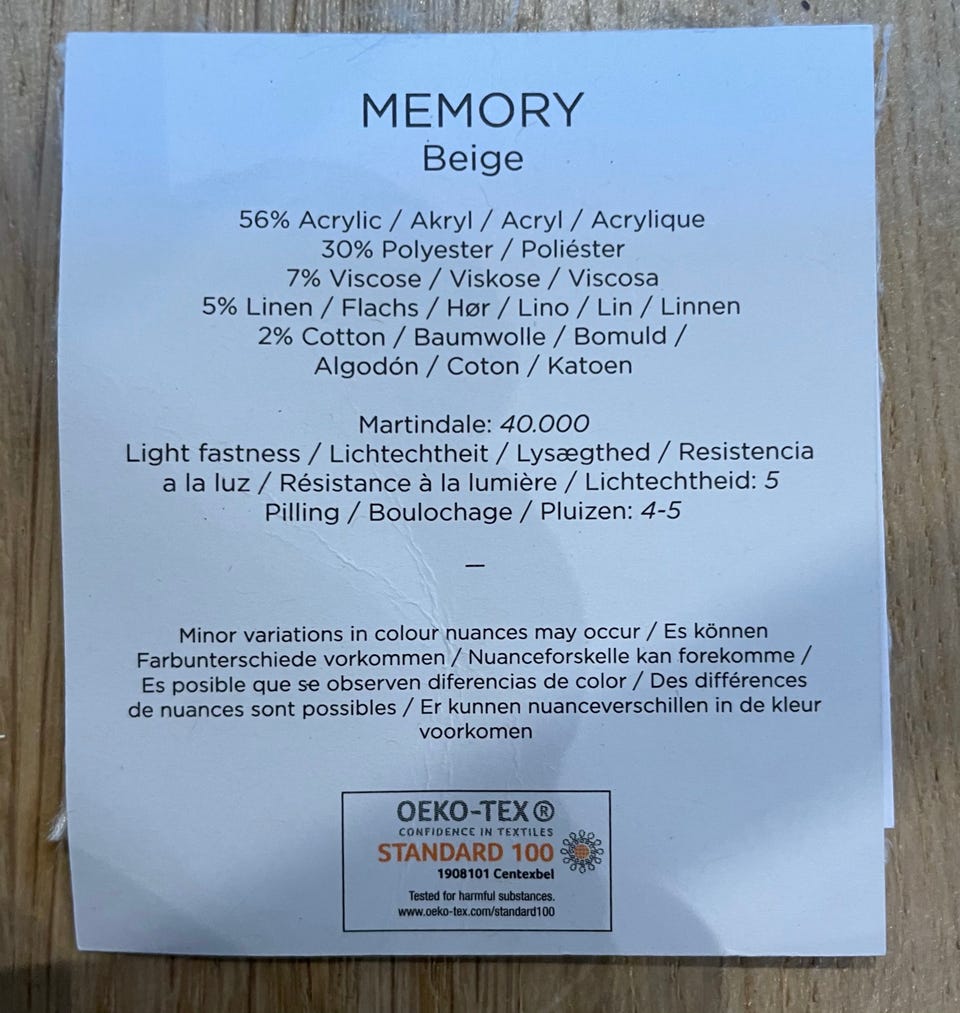 MEMORY
Beige
56% Acrylic / Akryl / Acryl / Acrylique
30% Polyester / Poliéster
7% Viscose / Viskose / Viscosa
5% Linen / Flachs / Hør / Lino / Lin / Linnen
2% Cotton / Baumwolle / Bomuld /
Algodón / Coton / Katoen
Martindale: 40.000
Light fastness / Lichtechtheit / Lysægthed / Resistencia
a la luz / Résistance à la lumière / Lichtechtheid: 5
Pilling / Boulochage / Pluizen: 4-5
–
Minor variations in colour nuances may occur / Es können
Farbunterschiede vorkommen / Nuanceforskelle kan forekomme /
Es posible que se observen diferencias de color / Des différences
de nuances sont possibles / Er kunnen nuanceverschillen in de kleur
voorkomen
OEKO-TEX®
CONFIDENCE IN TEXTILES
STANDARD 100
1908101 Centexbel
Tested for harmful substances.
www.oeko-tex.com/standard100